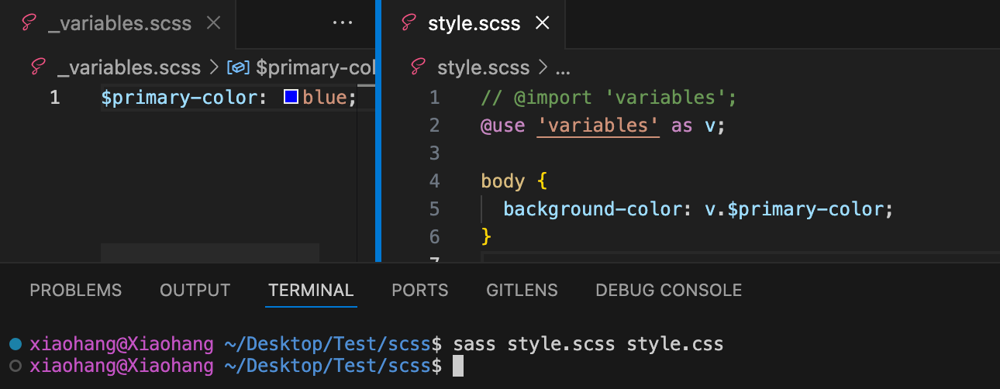 _variables.scss
_variables.scss > $primary-col
1 $primary-color: blue;
style.scss
style.scss > ...
1 // @import 'variables';
2 @use 'variables' as v;
3
4 body {
5 background-color: v.$primary-color;
6 }
7
PROBLEMS OUTPUT TERMINAL PORTS GITLENS DEBUG CONSOLE
xiaohang@Xiaohang ~/Desktop/Test/scss$ sass style.scss style.css
xiaohang@Xiaohang ~/Desktop/Test/scss$